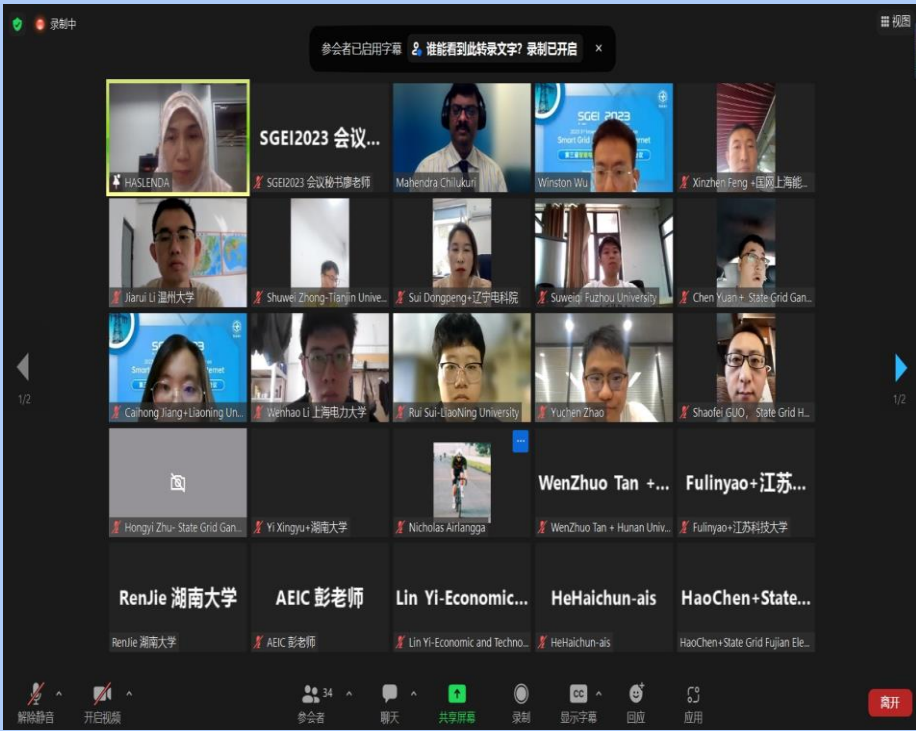 录制中
视图
参会者已启用字幕 谁能看到此转录文字？录制已开启 ×
HASLENDA
SGEI2023 会议...
SGEI2023 会议秘书廖老师
Mahendra Chilukuri
SGEI 2023
Winston Wu
Xinzhen Feng +国网上海能...
Jiarui Li 温州大学
Shuwei Zhong-Tianjin Unive...
Sui Dongpeng+辽宁电科院
Suweiqi Fuzhou University
Chen Yuan+ State Grid Gan...
Caihong Jiang+Liaoning Un...
Wenhao Li 上海电力大学
Rui Sui-LiaoNing University
Yuchen Zhao
Shaofei GUO, State Grid H...
1/2
1/2
Hongyi Zhu- State Grid Gan...
Yi Xingyu+湖南大学
Nicholas Airlangga
WenZhuo Tan +...
WenZhuo Tan + Hunan Univ...
Fulinyao+江苏...
Fulinyao+江苏科技大学
RenJie 湖南大学
RenJie 湖南大学
AEIC 彭老师
AEIC 彭老师
Lin Yi-Economic...
Lin Yi-Economic and Techno...
HeHaichun-ais
HeHaichun-ais
HaoChen+State...
HaoChen+State Grid Fujian Ele...
解除静音
开启视频
34
参会者
聊天
共享屏幕
录制
CC
显示字幕
回应
应用
离开